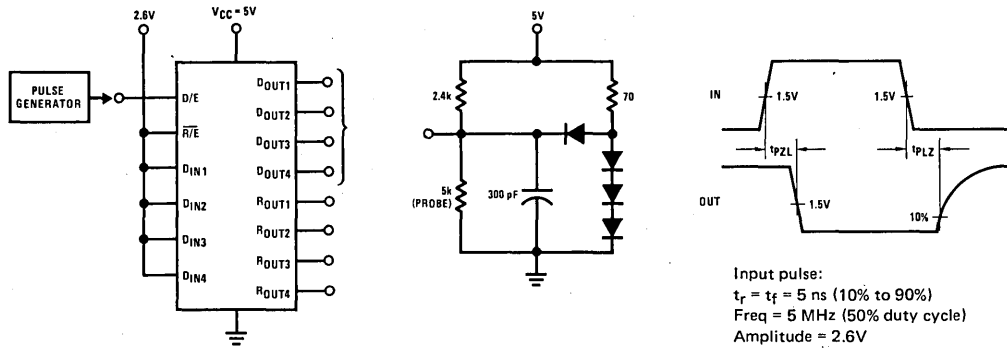 2.6V
VCC = 5V
PULSE
GENERATOR
D/E
R/E
DIN1
DIN2
DIN3
DIN4
DOUT1
DOUT2
DOUT3
DOUT4
ROUT1
ROUT2
ROUT3
ROUT4
5V
2.4k
70
5k
(PROBE)
300 pF
IN
1.5V
1.5V
tPZL
tPLZ
OUT
1.5V
10%
Input pulse:
tr = tf = 5 ns (10% to 90%)
Freq = 5 MHz (50% duty cycle)
Amplitude = 2.6V